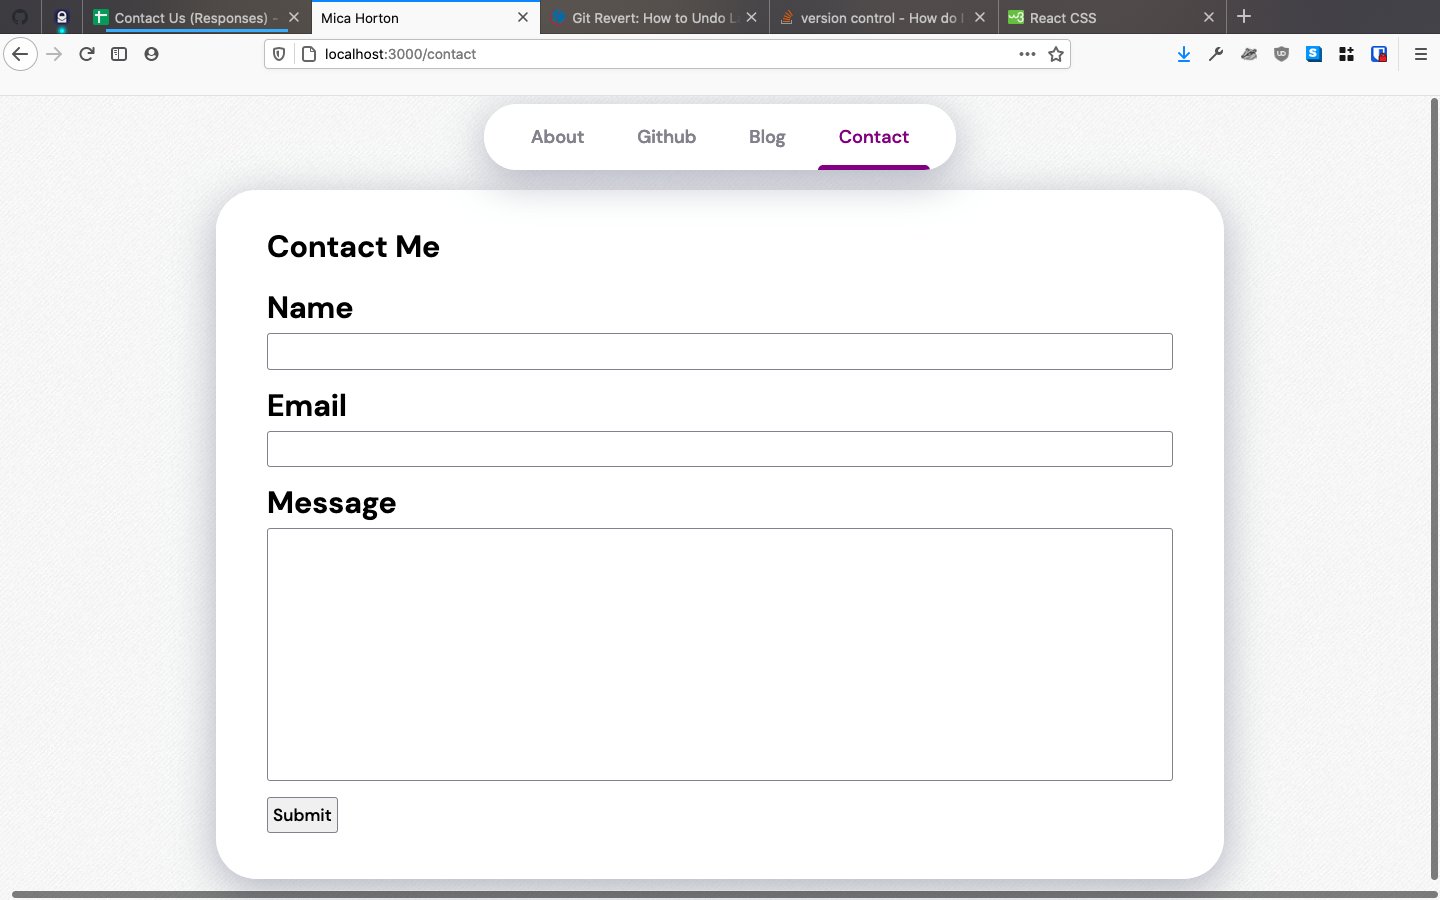 Contact Us (Responses) -
Mica Horton
Git Revert: How to Undo L
version control - How do
React CSS
localhost:3000/contact
About
Github
Blog
Contact
Contact Me
Name
Email
Message
Submit